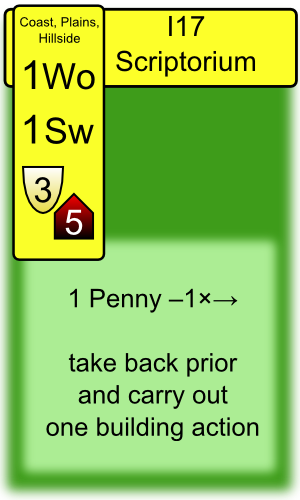 Coast, Plains,
Hillside
1Wo
1Sw
3
5
I17
Scriptorium
1 Penny –1×→
take back prior
and carry out
one building action